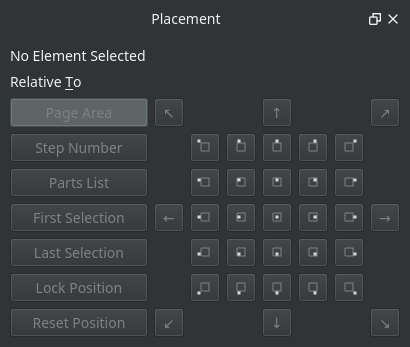 Placement
No Element Selected
Relative To
Page Area
Step Number
Parts List
First Selection
Last Selection
Lock Position
Reset Position